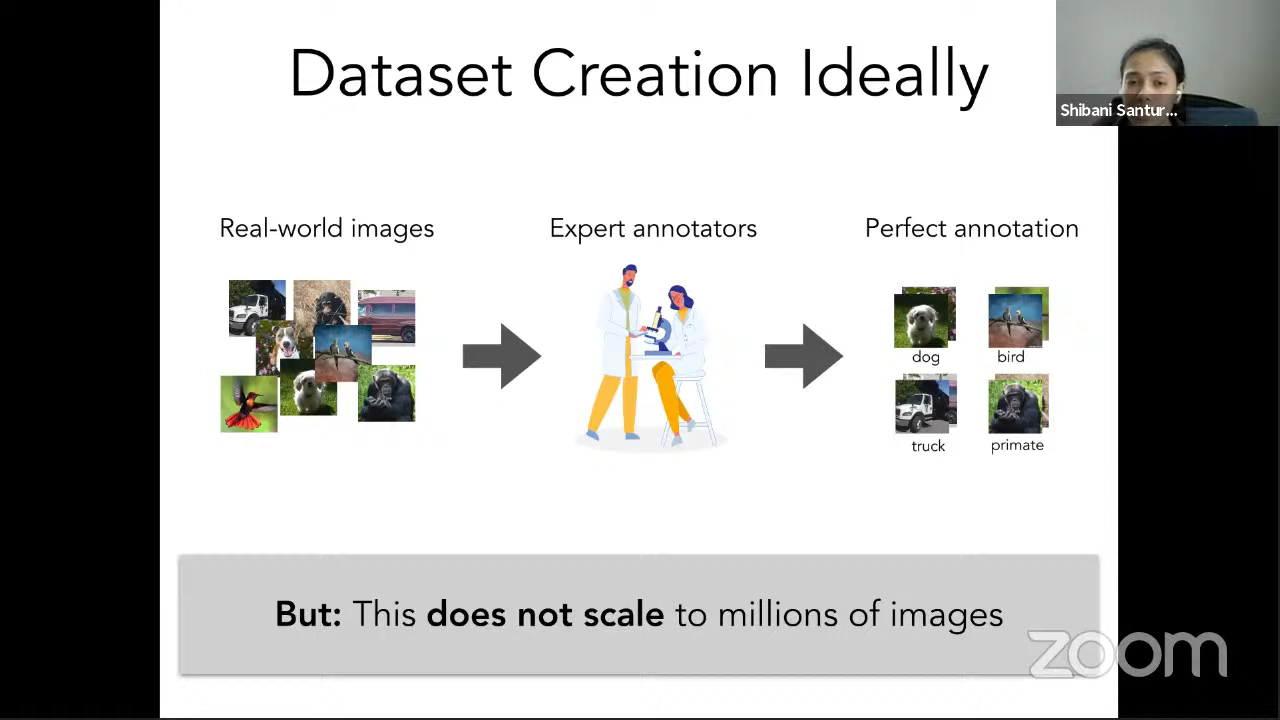 Dataset Creation Ideally
Shibani Santur...
Real-world images
Expert annotators
Perfect annotation
dog
bird
truck
primate
But: This does not scale to millions of images
zoom